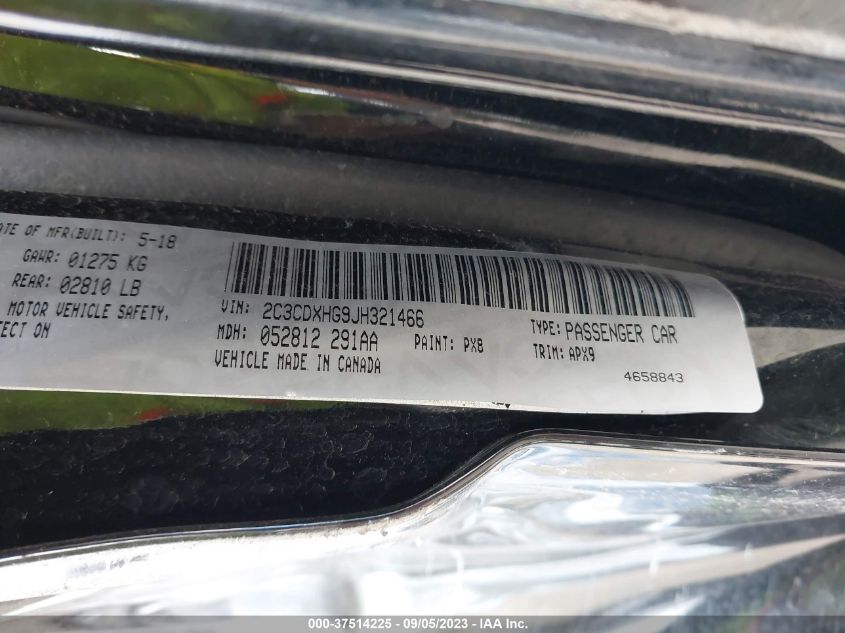 ATE OF MFR(BUILT): 5-18
GAWR: 01275 KG
REAR: 02810 LB
MOTOR VEHICLE SAFETY,
TECT ON
VIN: 2C3CDXHG9JH321466
MDH: 052812 291AA
PAINT: PX8
VEHICLE MADE IN CANADA
TYPE: PASSENGER CAR
TRIM: APX9
4658843
000-37514225 - 09/05/2023 - IAA Inc.